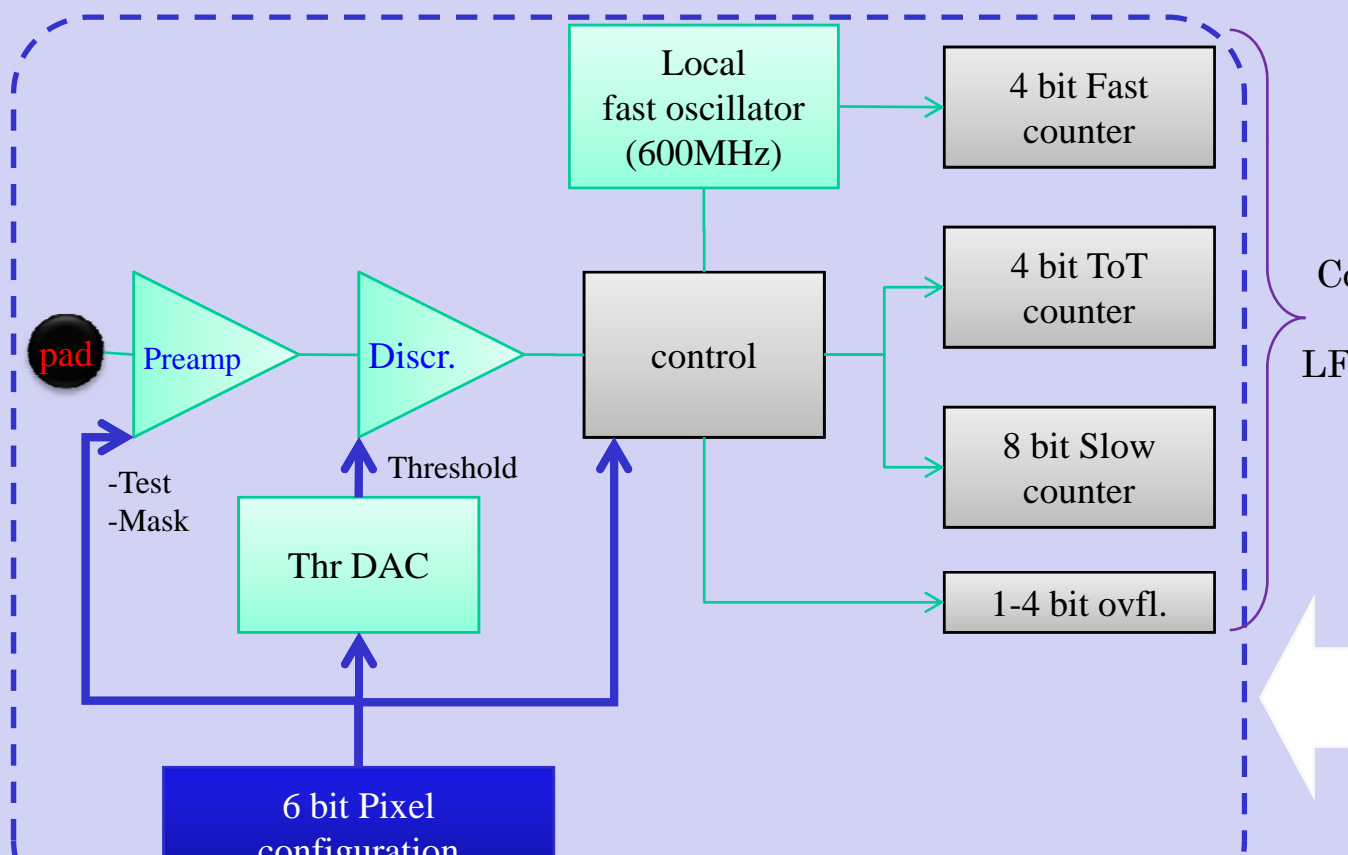 Local
fast oscillator
(600MHz)
4 bit Fast
counter
4 bit ToT
counter
pad
Preamp
Discr.
control
8 bit Slow
counter
-Test
-Mask
Threshold
Thr DAC
1-4 bit ovfl.
6 bit Pixel
configuration